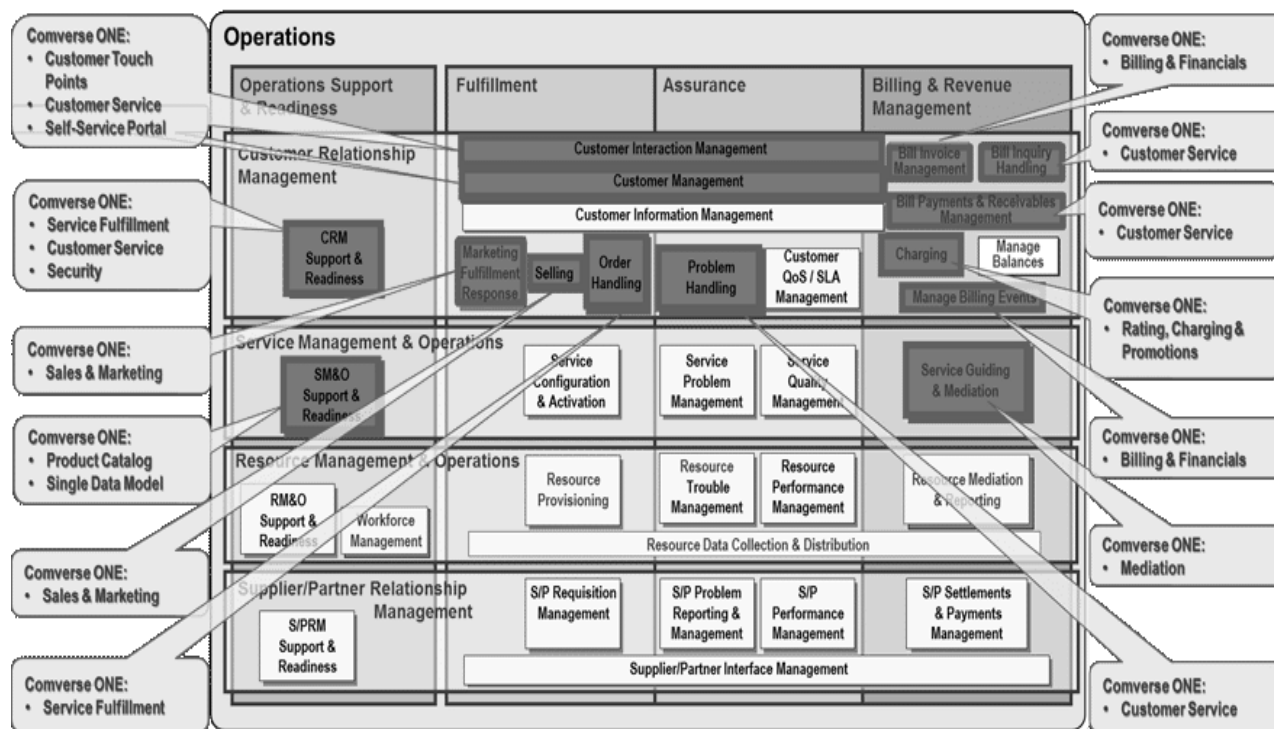 Operations
Comverse ONE:
• Customer Touch
Points
• Customer Service
• Self-Service Portal
Comverse ONE:
• Service Fulfillment
• Customer Service
• Security
Comverse ONE:
• Sales & Marketing
Comverse ONE:
• Product Catalog
• Single Data Model
Comverse ONE:
• Sales & Marketing
Comverse ONE:
• Service Fulfillment
Operations Support
& Readiness
Fulfillment
Assurance
Billing & Revenue
Management
Customer Relationship
Management
Customer Interaction Management
Customer Management
Customer Information Management
Bill Invoice
Management
Bill Inquiry
Handling
Bill Payments & Receivables
Management
CRM
Support &
Readiness
Marketing
Fulfillment
Response
Selling
Order
Handling
Problem
Handling
Customer
QoS / SLA
Management
Charging
Manage
Balances
Manage Billing Events
Service Management & Operations
SM&O
Support &
Readiness
Service
Configuration
& Activation
Service
Problem
Management
Service
Quality
Management
Service Guiding
& Mediation
Resource Management & Operations
RM&O
Support &
Readiness
Workforce
Management
Resource
Provisioning
Resource
Trouble
Management
Resource
Performance
Management
Resource Mediation
& Reporting
Resource Data Collection & Distribution
Supplier/Partner Relationship
Management
S/PRM
Support &
Readiness
S/P Requisition
Management
S/P Problem
Reporting &
Management
S/P
Performance
Management
S/P Settlements
& Payments
Management
Supplier/Partner Interface Management
Comverse ONE:
• Billing & Financials
Comverse ONE:
• Customer Service
Comverse ONE:
• Customer Service
Comverse ONE:
• Rating, Charging &
Promotions
Comverse ONE:
• Billing & Financials
Comverse ONE:
• Mediation
Comverse ONE:
• Customer Service